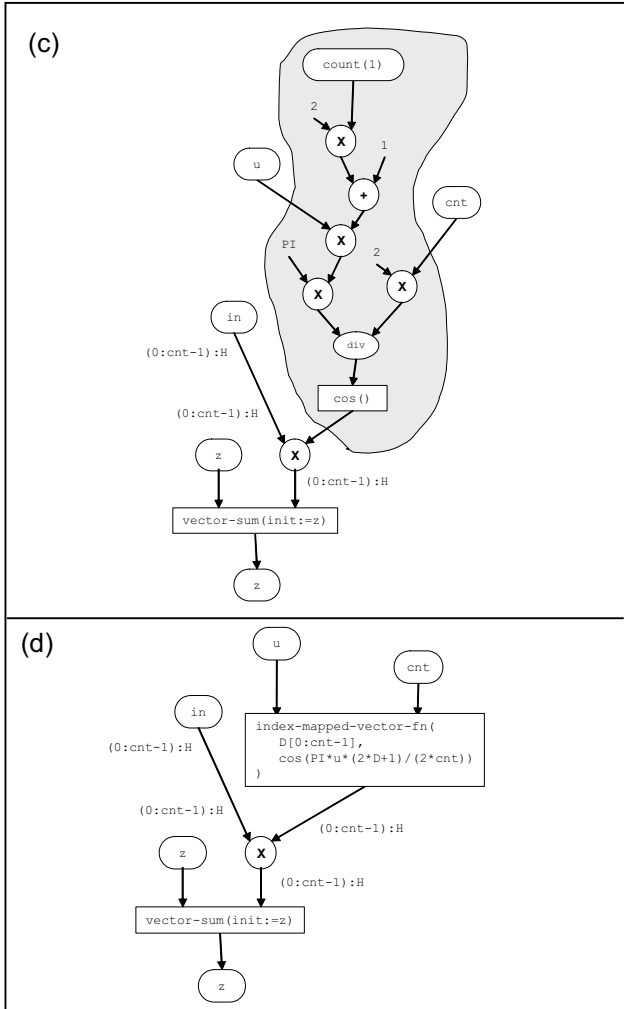 (c)
count(1)
2
X
1
u
+
cnt
X
PI
2
X
X
in
div
(0:cnt-1):H
cos()
(0:cnt-1):H
z
X
(0:cnt-1):H
vector-sum(init:=z)
z
(d)
u
cnt
in
index-mapped-vector-fn(
D[0:cnt-1],
cos(PI*u*(2*D+1)/(2*cnt))
)
(0:cnt-1):H
(0:cnt-1):H
(0:cnt-1):H
z
X
(0:cnt-1):H
vector-sum(init:=z)
z